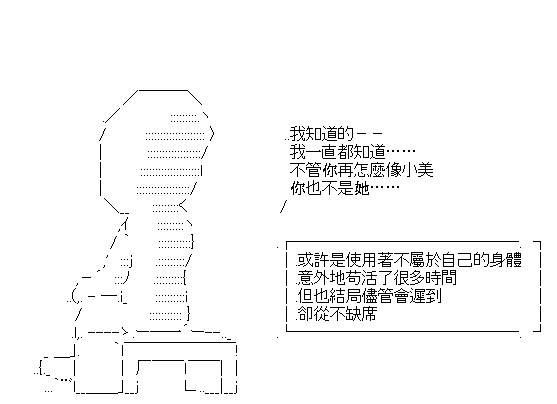 我知道的－－
我一直都知道……
不管你再怎麼像小美
你也不是她……
或許是使用著不屬於自己的身體
意外地苟活了很多時間
但也結局儘管會遲到
卻從不缺席